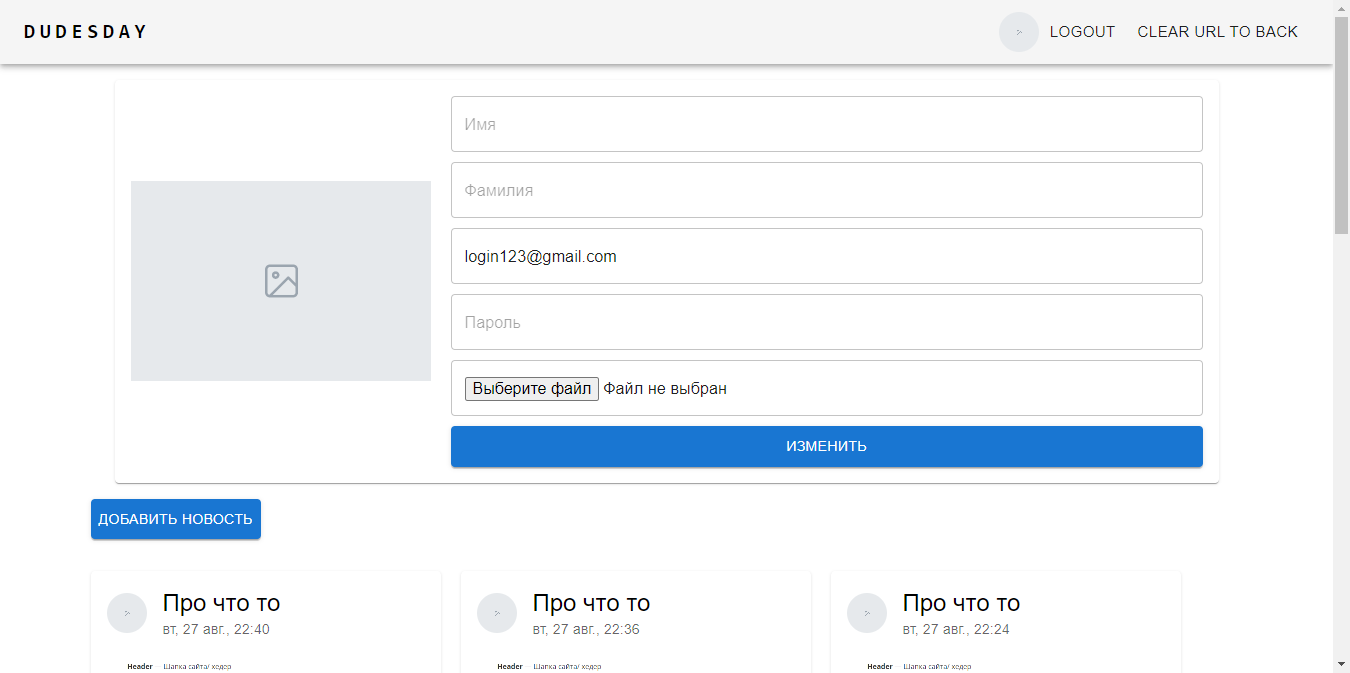 DUDESDAY
LOGOUT
CLEAR URL TO BACK
Имя
Фамилия
login123@gmail.com
Пароль
Выберите файл Файл не выбран
ИЗМЕНИТЬ
ДОБАВИТЬ НОВОСТЬ
Про что то
вт, 27 авг., 22:40
Header — Шапка сайта/ хедер
Про что то
вт, 27 авг., 22:36
Header — Шапка сайта/ хедер
Про что то
вт, 27 авг., 22:24
Header — Шапка сайта/ хедер